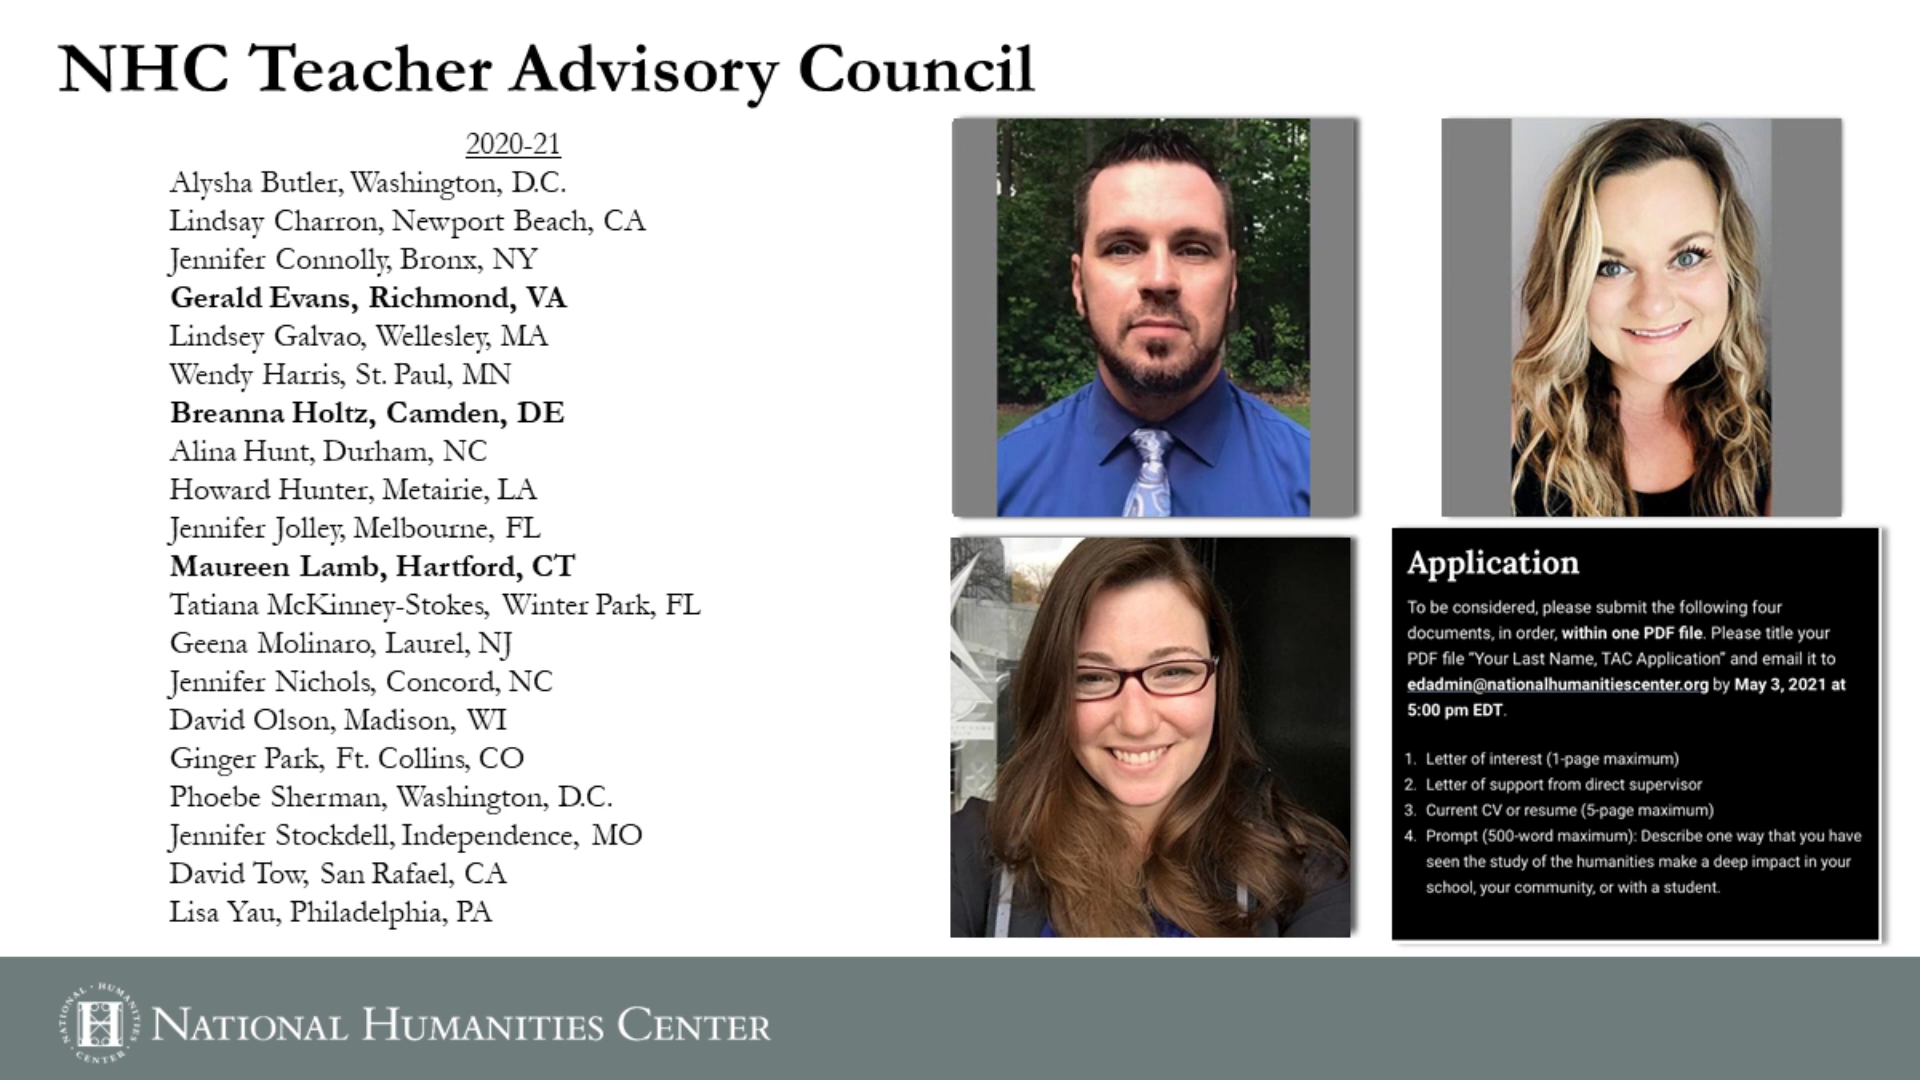 NHC Teacher Advisory Council
2020-21
Alysha Butler, Washington, D.C.
Lindsay Charron, Newport Beach, CA
Jennifer Connolly, Bronx, NY
Gerald Evans, Richmond, VA
Lindsey Galvao, Wellesley, MA
Wendy Harris, St. Paul, MN
Breanna Holtz, Camden, DE
Alina Hunt, Durham, NC
Howard Hunter, Metairie, LA
Jennifer Jolley, Melbourne, FL
Maureen Lamb, Hartford, CT
Tatiana McKinney-Stokes, Winter Park, FL
Geena Molinaro, Laurel, NJ
Jennifer Nichols, Concord, NC
David Olson, Madison, WI
Ginger Park, Ft. Collins, CO
Phoebe Sherman, Washington, D.C.
Jennifer Stockdell, Independence, MO
David Tow, San Rafael, CA
Lisa Yau, Philadelphia, PA
Application
To be considered, please submit the following four
documents, in order, within one PDF file. Please title your
PDF file "Your Last Name, TAC Application" and email it to
edadmin@nationalhumanitiescenter.org by May 3, 2021 at
5:00 pm EDT.
1. Letter of interest (1-page maximum)
2. Letter of support from direct supervisor
3. Current CV or resume (5-page maximum)
4. Prompt (500-word maximum): Describe one way that you have
seen the study of the humanities make a deep impact in your
school, your community, or with a student.
NATIONAL · HUMANITIES · CENTER ·
H
NATIONAL HUMANITIES CENTER